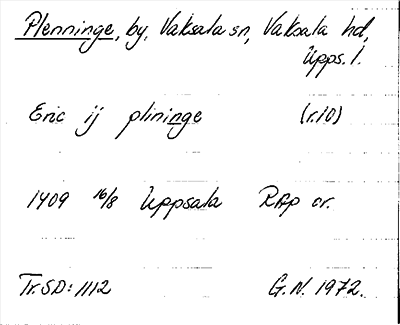 Plenninge, by, Vaksala sn, Vaksala hd,
Upps. l.
Eric ij plininge (r.10)
1409 16/8 Uppsala RAp or.
Tr. SD: 1112 G.N. 1972.